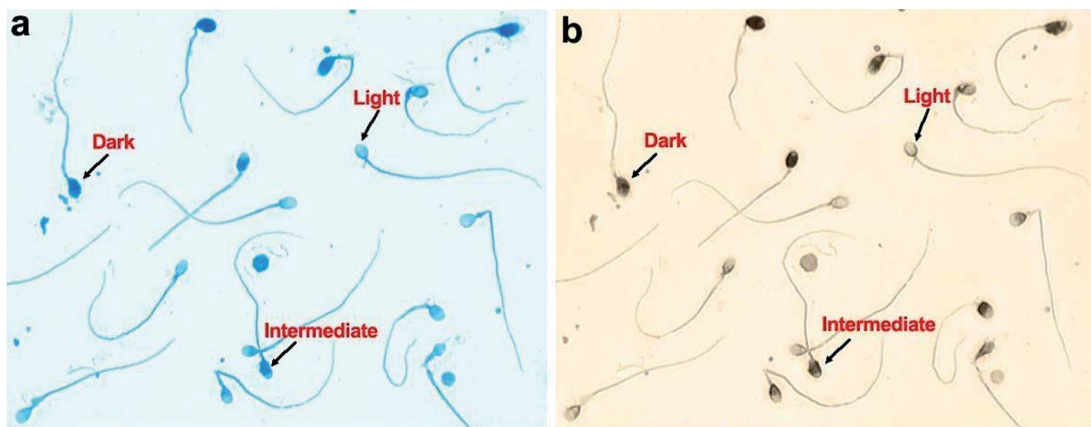 a
Light
Dark
Intermediate
b
Light
Dark
Intermediate